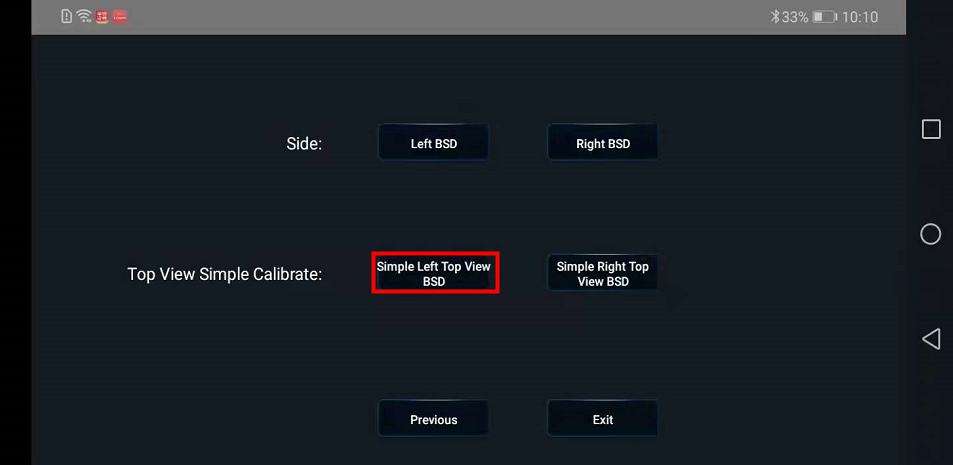 33% 10:10
Side:
Left BSD
Right BSD
Top View Simple Calibrate:
Simple Left Top View
BSD
Simple Right Top
View BSD
Previous
Exit